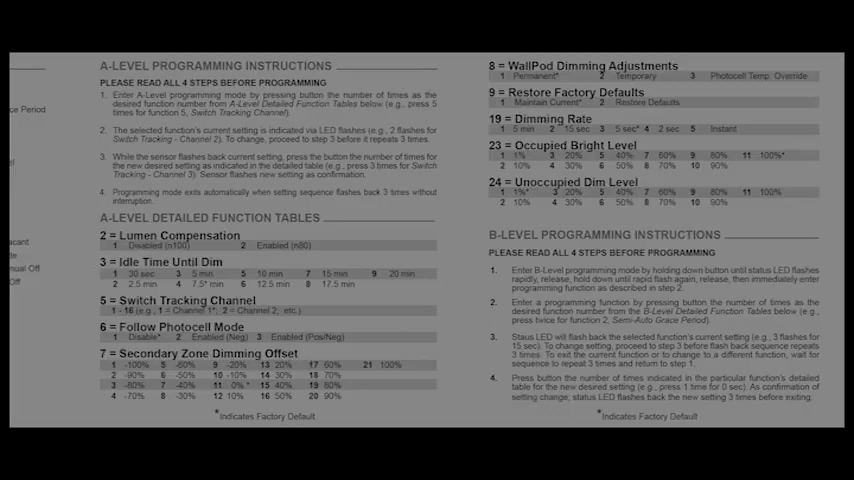 ce Period
el
acant
te
nual Off
Off
A-LEVEL PROGRAMMING INSTRUCTIONS
PLEASE READ ALL 4 STEPS BEFORE PROGRAMMING
1. Enter A-Level programming mode by pressing button the number of times as the
desired function number from A-Level Detailed Function Tables below (e.g., press 5
times for function 5, Switch Tracking Channel).
2. The selected function's current setting is indicated via LED flashes (e.g., 2 flashes for
Switch Tracking - Channel 2). To change, proceed to step 3 before it repeats 3 times.
3. While the sensor flashes back current setting, press the button the number of times for
the new desired setting as indicated in the detailed table (e.g., press 3 times for Switch
Tracking - Channel 3). Sensor flashes new setting as confirmation.
4. Programming mode exits automatically when setting sequence flashes back 3 times without
interruption.
A-LEVEL DETAILED FUNCTION TABLES
2 = Lumen Compensation
1 Disabled (n100) 2 Enabled (n80)
3 = Idle Time Until Dim
1 30 sec 3 5 min 5 10 min 7 15 min 9 20 min
2 2.5 min 4 7.5* min 6 12.5 min 8 17.5 min
5 = Switch Tracking Channel
1 - 16 (e.g., 1 = Channel 1*; 2 = Channel 2; etc.)
6 = Follow Photocell Mode
1 Disable* 2 Enabled (Neg) 3 Enabled (Pos/Neg)
7 = Secondary Zone Dimming Offset
1 -100% 5 -60% 9 -20% 13 20% 17 60% 21 100%
2 -90% 6 -50% 10 -10% 14 30% 18 70%
3 -80% 7 -40% 11 0% * 15 40% 19 80%
4 -70% 8 -30% 12 10% 16 50% 20 90%
*Indicates Factory Default
8 = WallPod Dimming Adjustments
1 Permanent* 2 Temporary 3 Photocell Temp. Override
9 = Restore Factory Defaults
1 Maintain Current* 2 Restore Defaults
19 = Dimming Rate
1 5 min 2 15 sec 3 5 sec* 4 2 sec 5 Instant
23 = Occupied Bright Level
1 1% 3 20% 5 40% 7 60% 9 80% 11 100%*
2 10% 4 30% 6 50% 8 70% 10 90%
24 = Unoccupied Dim Level
1 1%* 3 20% 5 40% 7 60% 9 80% 11 100%
2 10% 4 30% 6 50% 8 70% 10 90%
B-LEVEL PROGRAMMING INSTRUCTIONS
PLEASE READ ALL 4 STEPS BEFORE PROGRAMMING
1. Enter B-Level programming mode by holding down button until status LED flashes
rapidly, release, hold down until rapid flash again, release, then immediately enter
programming function as described in step 2.
2. Enter a programming function by pressing button the number of times as the
desired function number from the B-Level Detailed Function Tables below (e.g.,
press twice for function 2, Semi-Auto Grace Period).
3. Staus LED will flash back the selected function's current setting (e.g., 3 flashes for
15 sec). To change setting, proceed to step 3 before flash back sequence repeats
3 times. To exit the current function or to change to a different function, wait for
sequence to repeat 3 times and return to step 1.
4. Press button the number of times indicated in the particular function's detailed
table for the new desired setting (e.g., press 1 time for 0 sec). As confirmation of
setting change, status LED flashes back the new setting 3 times before exiting.
*Indicates Factory Default